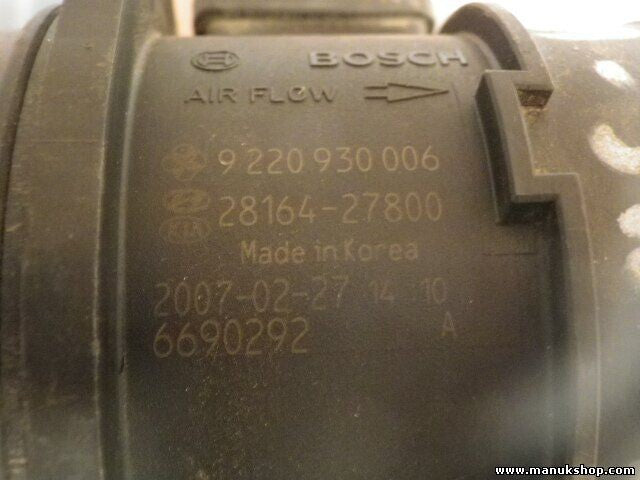 BOSCH
AIR FLOW
9 220 930 006
28164-27800
KIA
Made in Korea
2007-02-27 14 10
6690292 A
www.manukshop.com